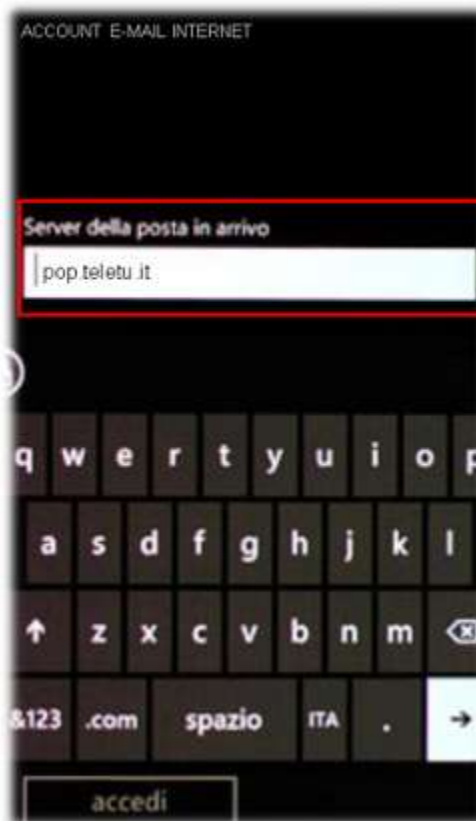 ACCOUNT E-MAIL INTERNET
Server della posta in arrivo
pop.teletu.it
q w e r t y u i o p
a s d f g h j k l
z x c v b n m
&123 .com spazio ITA .
accedi